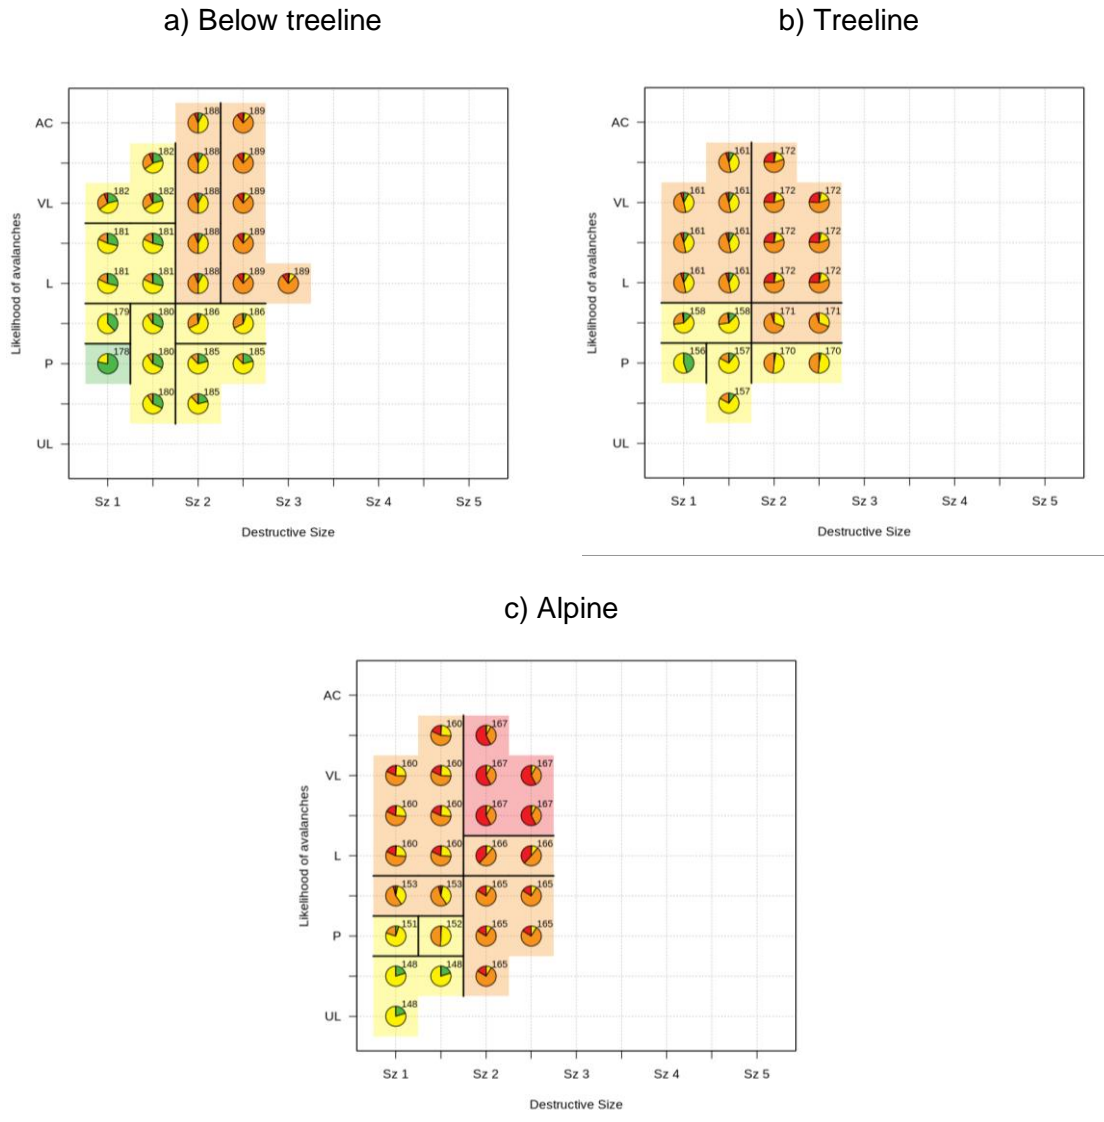 a) Below treeline
b) Treeline
188 189
AC
182 188 189
182 182 188 189
VL
181 181 188 189
181 181 188 189 189
L
179 180 186 186
178 180 185 185
P
180 185
UL
Likelihood of avalanches
Sz 1 Sz 2 Sz 3 Sz 4 Sz 5
Destructive Size
AC
161 172
161 161 172 172
VL
161 161 172 172
161 161 172 172
L
158 158 171 171
156 157 170 170
P
157
UL
Likelihood of avalanches
Sz 1 Sz 2 Sz 3 Sz 4 Sz 5
Destructive Size
c) Alpine
AC
160 167
160 160 167 167
VL
160 160 167 167
160 160 166 166
L
153 153 165 165
151 152 165 165
P
148 148 165
148
UL
Likelihood of avalanches
Sz 1 Sz 2 Sz 3 Sz 4 Sz 5
Destructive Size